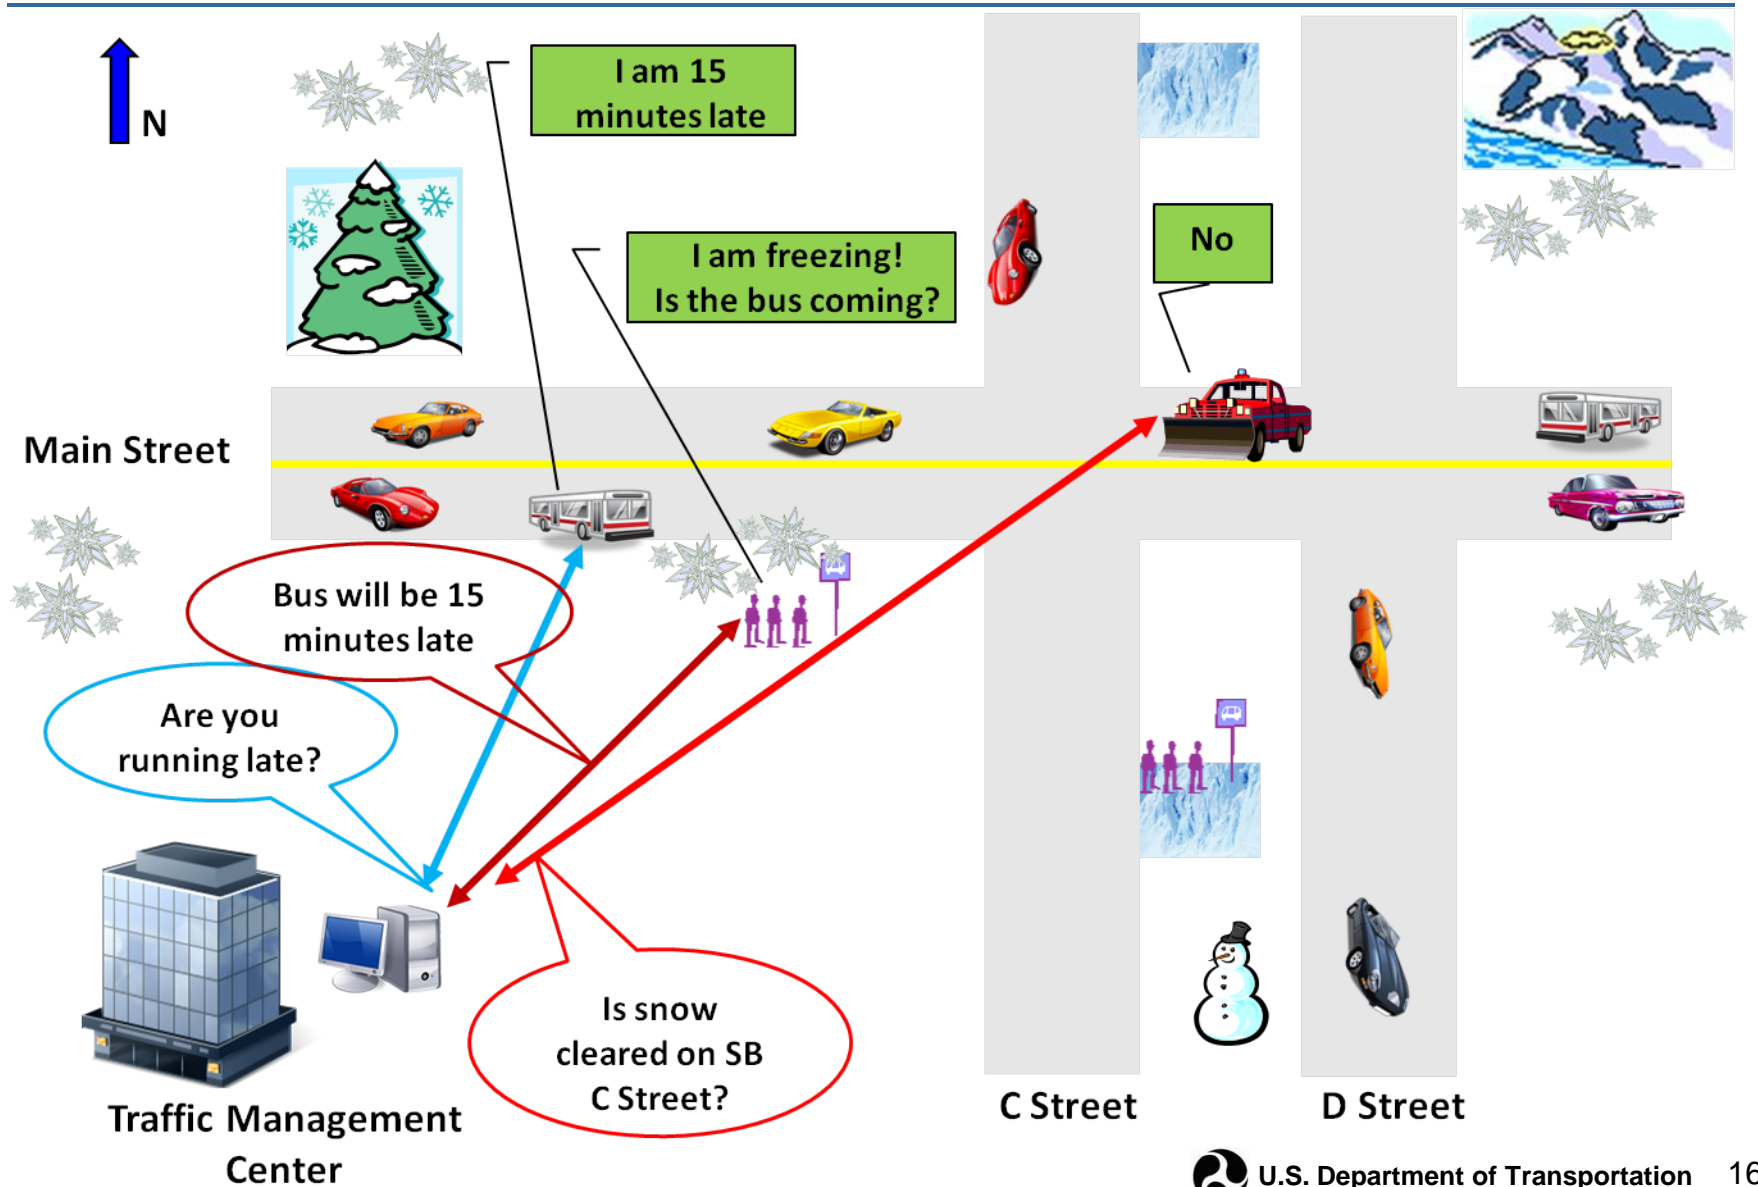 N
I am 15
minutes late
I am freezing!
Is the bus coming?
No
Main Street
Bus will be 15
minutes late
Are you
running late?
Is snow
cleared on SB
C Street?
Traffic Management
Center
C Street
D Street
U.S. Department of Transportation
16